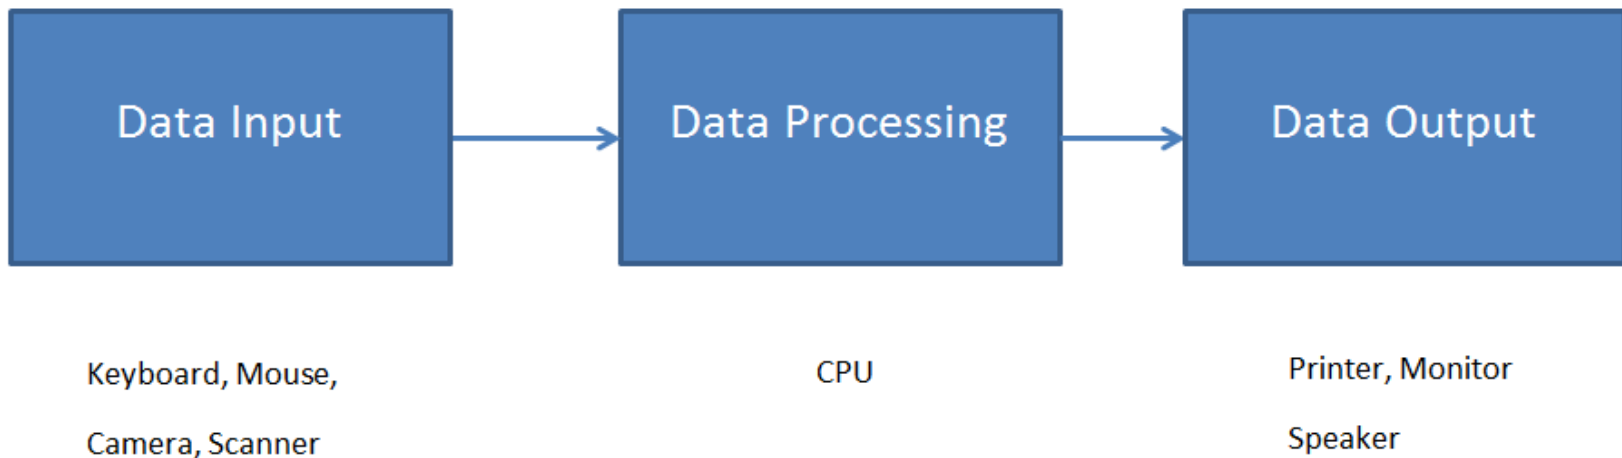 Data Input
Data Processing
Data Output
Keyboard, Mouse,
Camera, Scanner
CPU
Printer, Monitor
Speaker